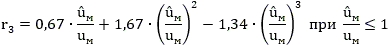 r₃ = 0,67 · û_м/u_м + 1,67 · (û_м/u_м)² − 1,34 · (û_м/u_м)³ при û_м/u_м ≤ 1